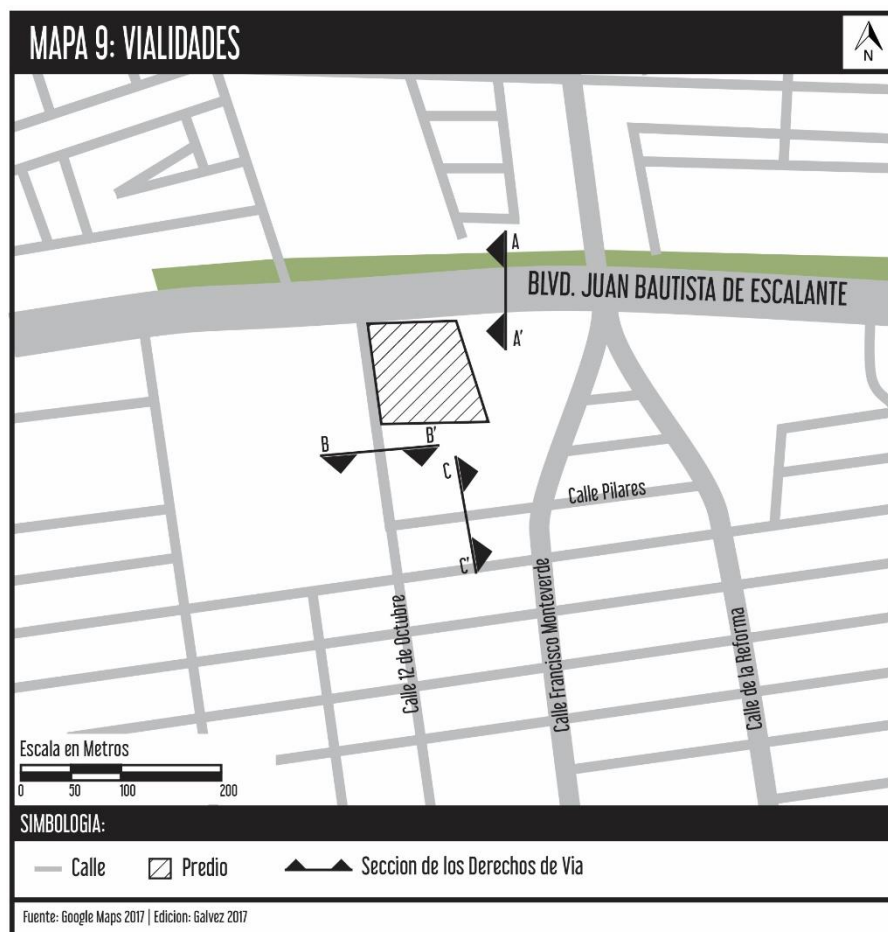 MAPA 9: VIALIDADES
N
A
BLVD. JUAN BAUTISTA DE ESCALANTE
A'
B
B'
C
Calle Pilares
C'
Calle 12 de Octubre
Calle Francisco Monteverde
Calle de la Reforma
Escala en Metros
0 50 100 200
SIMBOLOGIA:
Calle Predio Seccion de los Derechos de Via
Fuente: Google Maps 2017 | Edicion: Galvez 2017